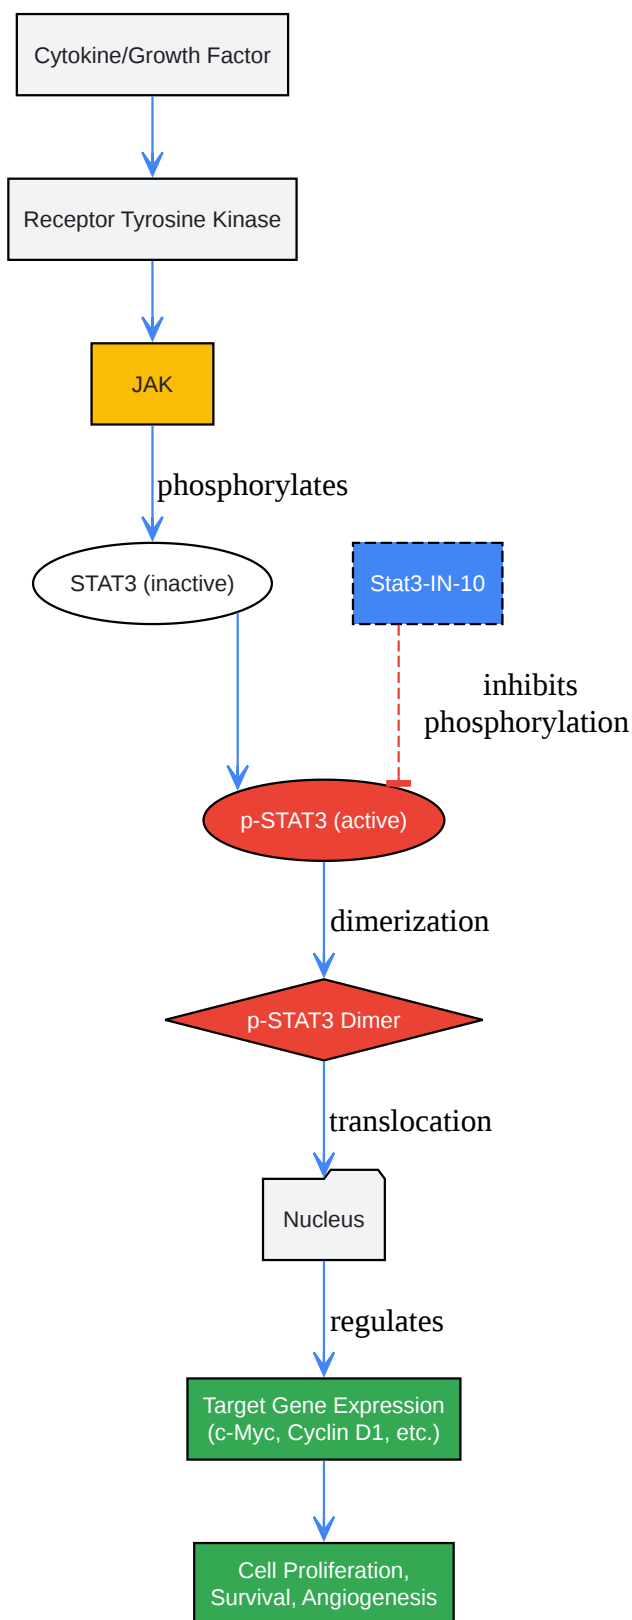 Cytokine/Growth Factor
Receptor Tyrosine Kinase
JAK
phosphorylates
STAT3 (inactive)
Stat3-IN-10
inhibits
phosphorylation
p-STAT3 (active)
dimerization
p-STAT3 Dimer
translocation
Nucleus
regulates
Target Gene Expression
(c-Myc, Cyclin D1, etc.)
Cell Proliferation,
Survival, Angiogenesis